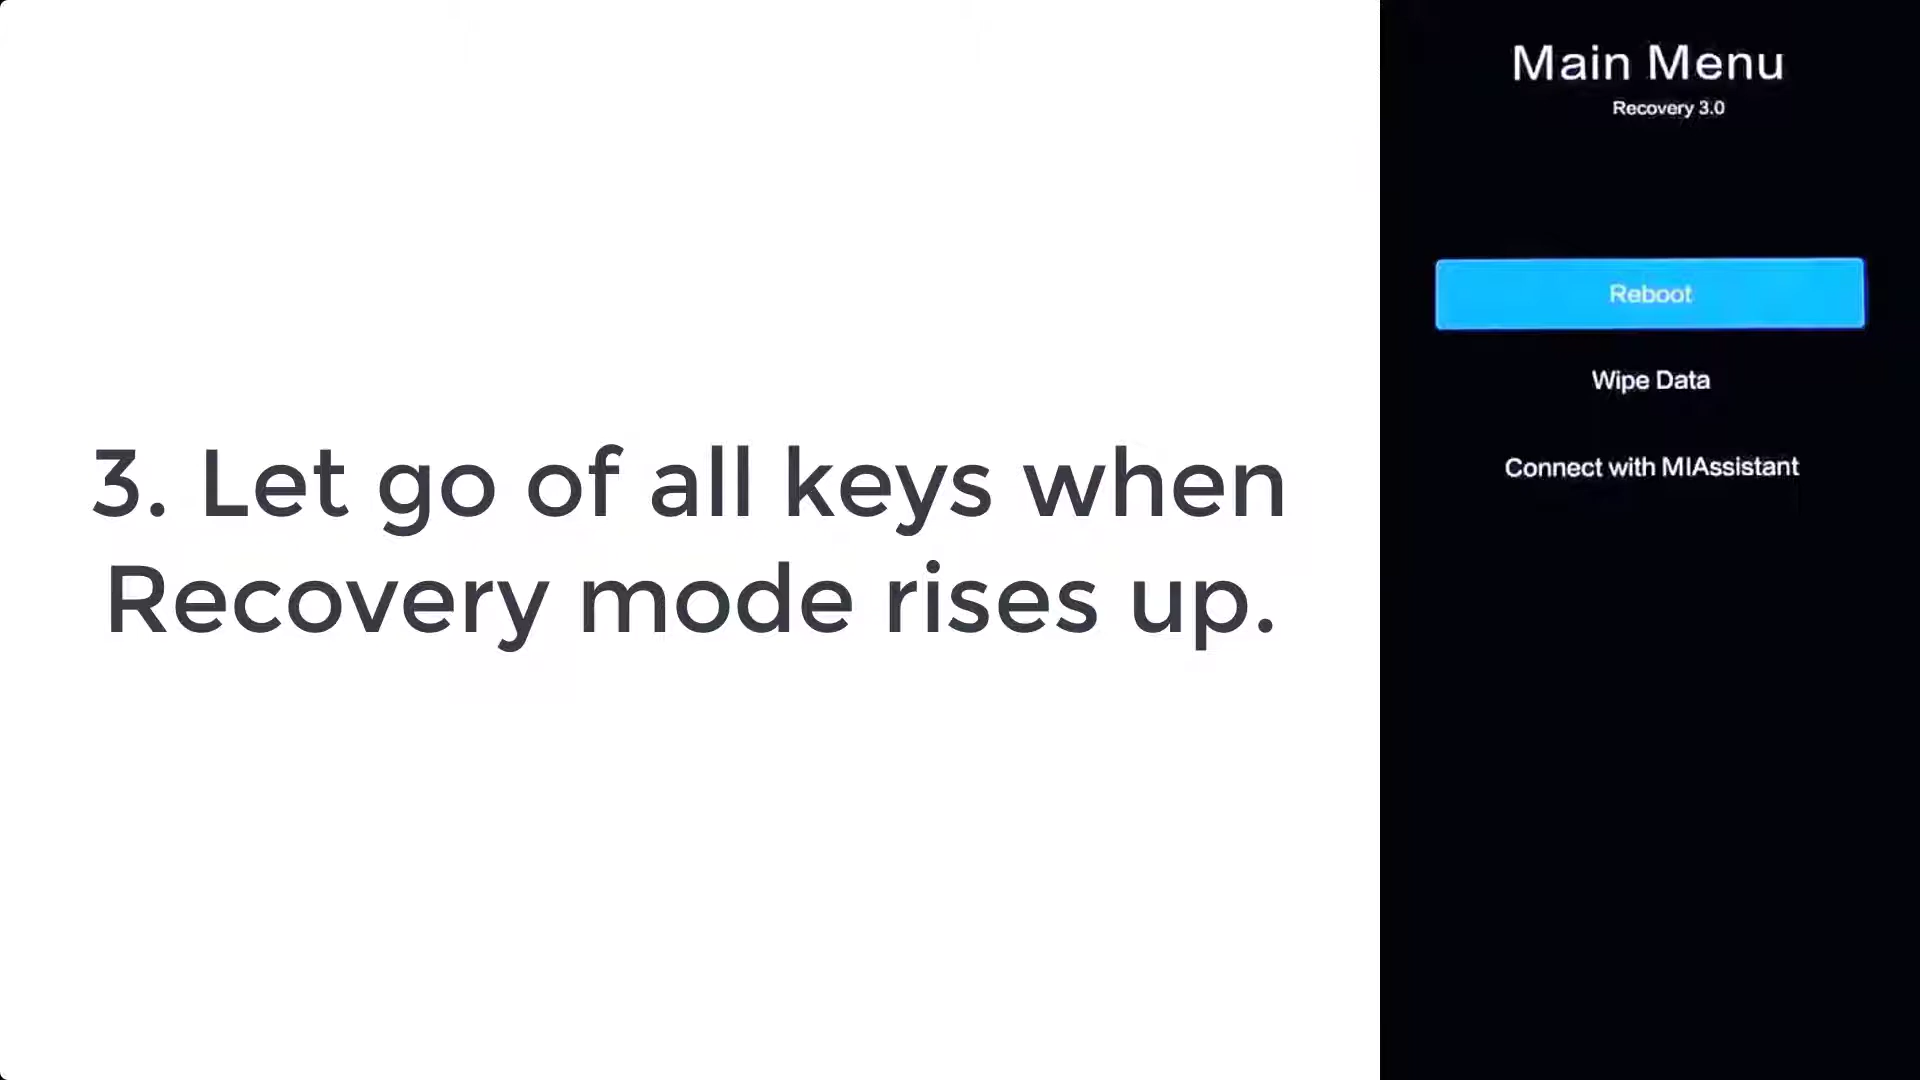 3. Let go of all keys when
Recovery mode rises up.
Main Menu
Recovery 3.0
Reboot
Wipe Data
Connect with MIAssistant